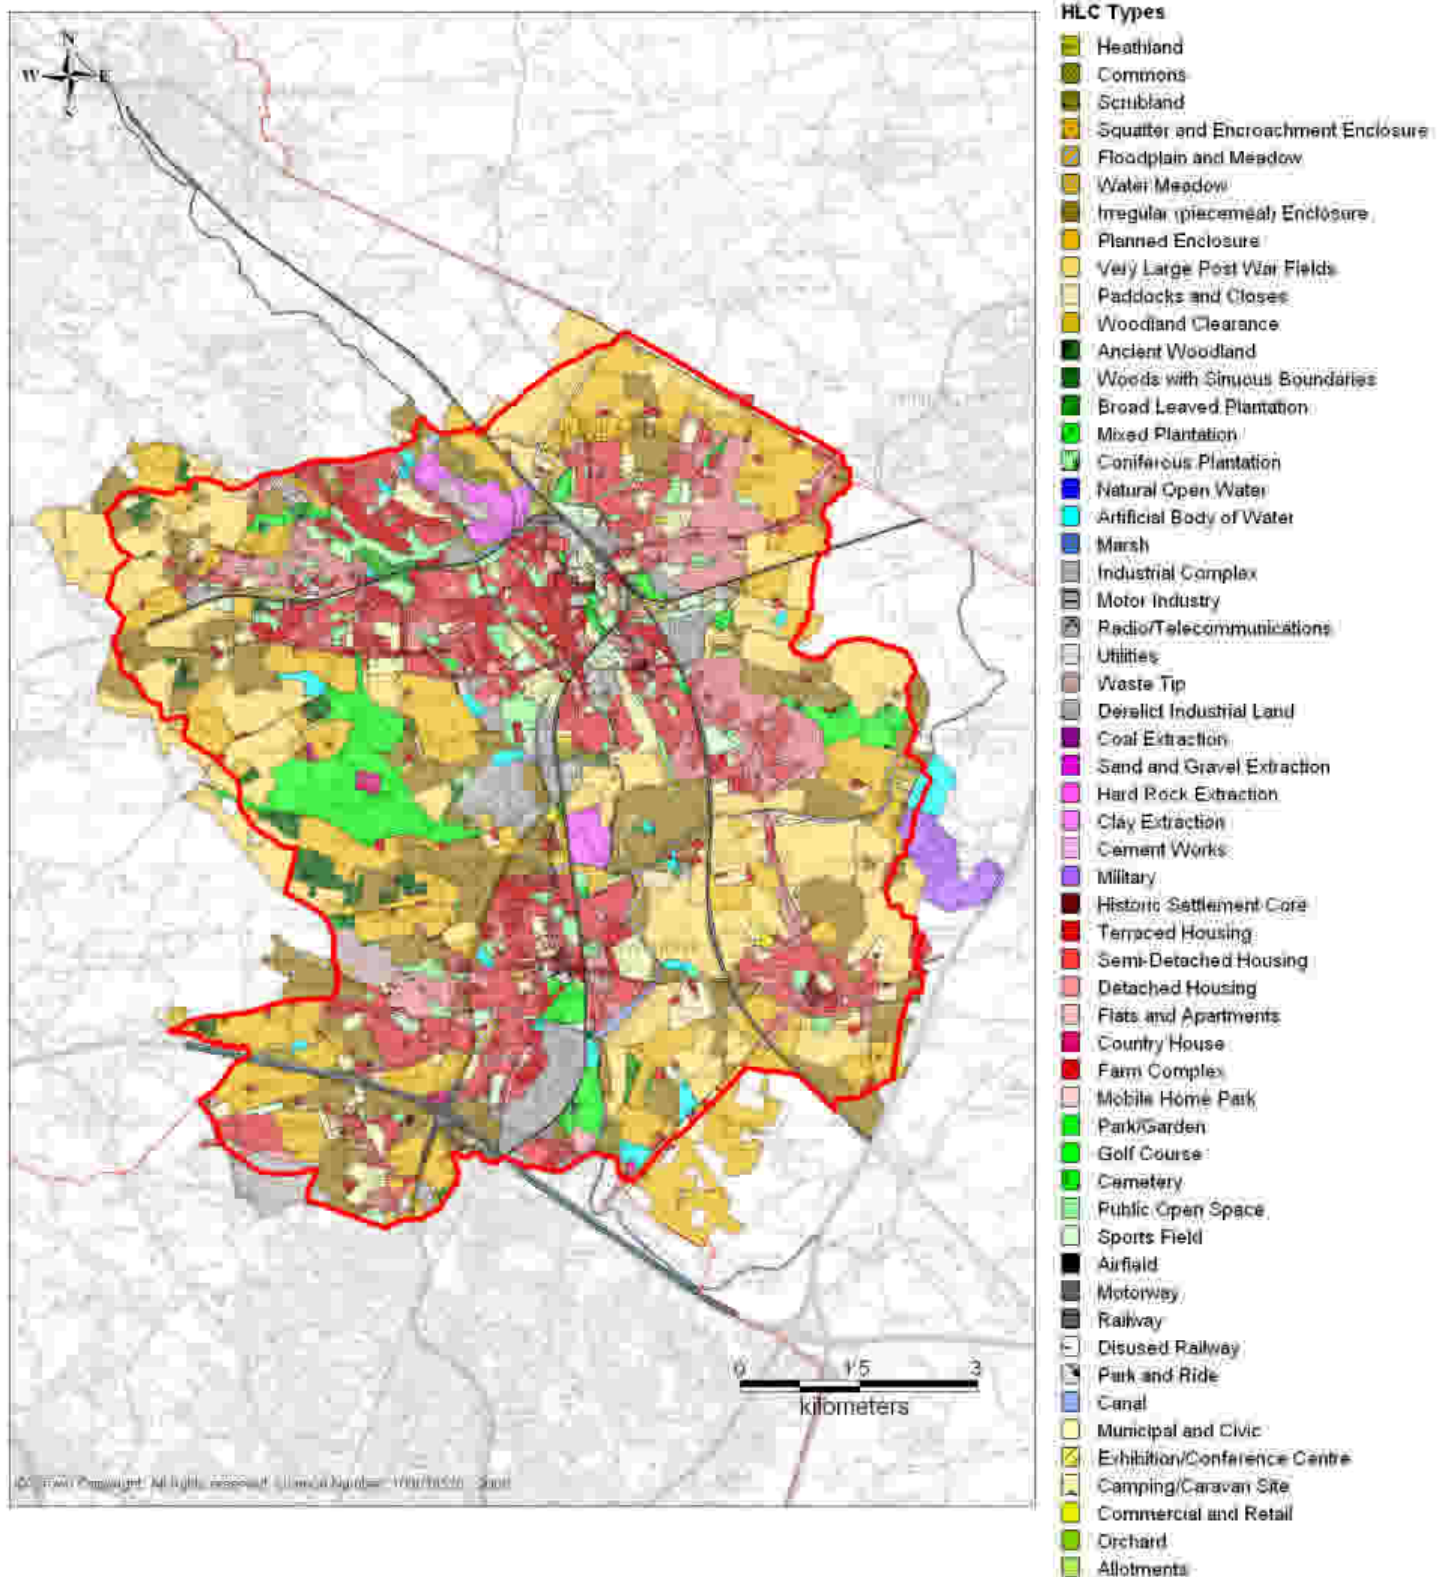 N
W E
HLC Types
Heathland
Commons
Scrubland
Squatter and Encroachment Enclosure
Floodplain and Meadow
Water Meadow
Irregular (piecemeal) Enclosure
Planned Enclosure
Very Large Post War Fields
Paddocks and Closes
Woodland Clearance
Ancient Woodland
Woods with Sinuous Boundaries
Broad Leaved Plantation
Mixed Plantation
Coniferous Plantation
Natural Open Water
Artificial Body of Water
Marsh
Industrial Complex
Motor Industry
Radio/Telecommunications
Utilities
Waste Tip
Derelict Industrial Land
Coal Extraction
Sand and Gravel Extraction
Hard Rock Extraction
Clay Extraction
Cement Works
Military
Historic Settlement Core
Terraced Housing
Semi-Detached Housing
Detached Housing
Flats and Apartments
Country House
Farm Complex
Mobile Home Park
Park/Garden
Golf Course
Cemetery
Public Open Space
Sports Field
Airfield
Motorway
Railway
Disused Railway
Park and Ride
Canal
Municipal and Civic
Exhibition/Conference Centre
Camping/Caravan Site
Commercial and Retail
Orchard
Allotments
0 1.5 3
kilometers
Copyright. All rights reserved. Number